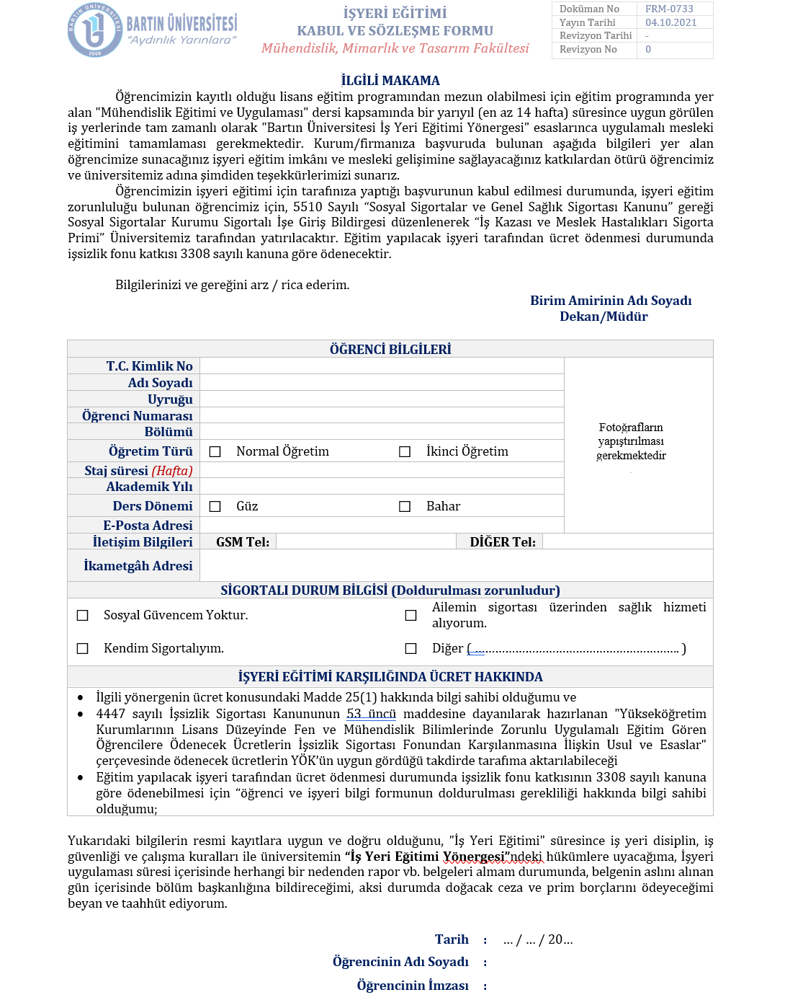 BARTIN ÜNİVERSİTESİ
2008
BARTIN ÜNİVERSİTESİ
"Aydınlık Yarınlara"
İŞYERİ EĞİTİMİ
KABUL VE SÖZLEŞME FORMU
Mühendislik, Mimarlık ve Tasarım Fakültesi
Doküman No FRM-0733
Yayın Tarihi 04.10.2021
Revizyon Tarihi -
Revizyon No 0
İLGİLİ MAKAMA
Öğrencimizin kayıtlı olduğu lisans eğitim programından mezun olabilmesi için eğitim programında yer
alan "Mühendislik Eğitimi ve Uygulaması" dersi kapsamında bir yarıyıl (en az 14 hafta) süresince uygun görülen
iş yerlerinde tam zamanlı olarak "Bartın Üniversitesi İş Yeri Eğitimi Yönergesi" esaslarınca uygulamalı mesleki
eğitimini tamamlaması gerekmektedir. Kurum/firmanıza başvuruda bulunan aşağıda bilgileri yer alan
öğrencimize sunacağınız işyeri eğitim imkânı ve mesleki gelişimine sağlayacağınız katkılardan ötürü öğrencimiz
ve üniversitemiz adına şimdiden teşekkürlerimizi sunarız.
Öğrencimizin işyeri eğitimi için tarafınıza yaptığı başvurunun kabul edilmesi durumunda, işyeri eğitim
zorunluluğu bulunan öğrencimiz için, 5510 Sayılı “Sosyal Sigortalar ve Genel Sağlık Sigortası Kanunu” gereği
Sosyal Sigortalar Kurumu Sigortalı İşe Giriş Bildirgesi düzenlenerek “İş Kazası ve Meslek Hastalıkları Sigorta
Primi” Üniversitemiz tarafından yatırılacaktır. Eğitim yapılacak işyeri tarafından ücret ödenmesi durumunda
işsizlik fonu katkısı 3308 sayılı kanuna göre ödenecektir.
Bilgilerinizi ve gereğini arz / rica ederim.
Birim Amirinin Adı Soyadı
Dekan/Müdür
ÖĞRENCİ BİLGİLERİ
T.C. Kimlik No
Adı Soyadı
Uyruğu
Öğrenci Numarası
Bölümü
Öğretim Türü ☐ Normal Öğretim ☐ İkinci Öğretim
Staj süresi (Hafta)
Akademik Yılı
Ders Dönemi ☐ Güz ☐ Bahar
E-Posta Adresi
Fotoğrafların
yapıştırılması
gerekmektedir
İletişim Bilgileri GSM Tel: DİĞER Tel:
İkametgâh Adresi
SİGORTALI DURUM BİLGİSİ (Doldurulması zorunludur)
☐ Sosyal Güvencem Yoktur.
☐ Ailemin sigortası üzerinden sağlık hizmeti
alıyorum.
☐ Kendim Sigortalıyım.
☐ Diğer ( ............................................................... )
İŞYERİ EĞİTİMİ KARŞILIĞINDA ÜCRET HAKKINDA
• İlgili yönergenin ücret konusundaki Madde 25(1) hakkında bilgi sahibi olduğumu ve
• 4447 sayılı İşsizlik Sigortası Kanununun 53 üncü maddesine dayanılarak hazırlanan "Yükseköğretim
Kurumlarının Lisans Düzeyinde Fen ve Mühendislik Bilimlerinde Zorunlu Uygulamalı Eğitim Gören
Öğrencilere Ödenecek Ücretlerin İşsizlik Sigortası Fonundan Karşılanmasına İlişkin Usul ve Esaslar"
çerçevesinde ödenecek ücretlerin YÖK’ün uygun gördüğü takdirde tarafıma aktarılabileceği
• Eğitim yapılacak işyeri tarafından ücret ödenmesi durumunda işsizlik fonu katkısının 3308 sayılı kanuna
göre ödenebilmesi için “öğrenci ve işyeri bilgi formunun doldurulması gerekliliği hakkında bilgi sahibi
olduğumu;
Yukarıdaki bilgilerin resmi kayıtlara uygun ve doğru olduğunu, "İş Yeri Eğitimi" süresince iş yeri disiplin, iş
güvenliği ve çalışma kuralları ile üniversitemin “İş Yeri Eğitimi Yönergesi”ndeki hükümlere uyacağıma, İşyeri
uygulaması süresi içerisinde herhangi bir nedenden rapor vb. belgeleri almam durumunda, belgenin aslını alınan
gün içerisinde bölüm başkanlığına bildireceğimi, aksi durumda doğacak ceza ve prim borçlarını ödeyeceğimi
beyan ve taahhüt ediyorum.
Tarih : ... / ... / 20...
Öğrencinin Adı Soyadı :
Öğrencinin İmzası :